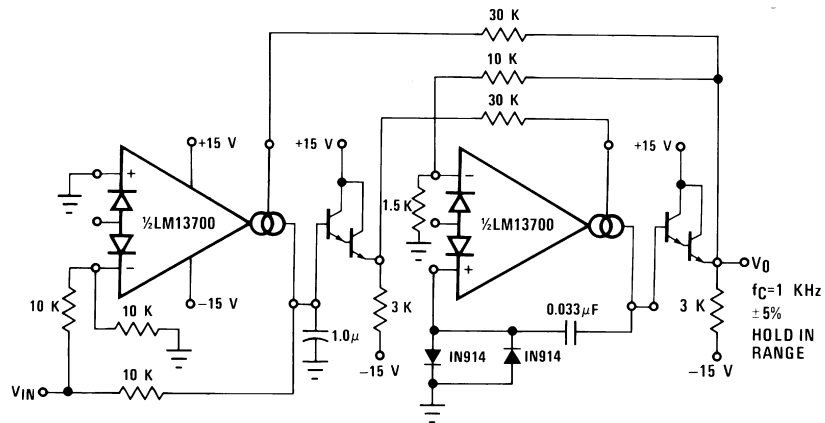 30 K
10 K
30 K
+15 V
+15 V
+15 V
+
−
½LM13700
1.5 K
½LM13700
−
−15 V
+
V0
10 K
10 K
1.0μ
3 K
0.033μF
3 K
fC=1 KHz
±5%
HOLD IN
RANGE
IN914
IN914
−15 V
−15 V
VIN
10 K